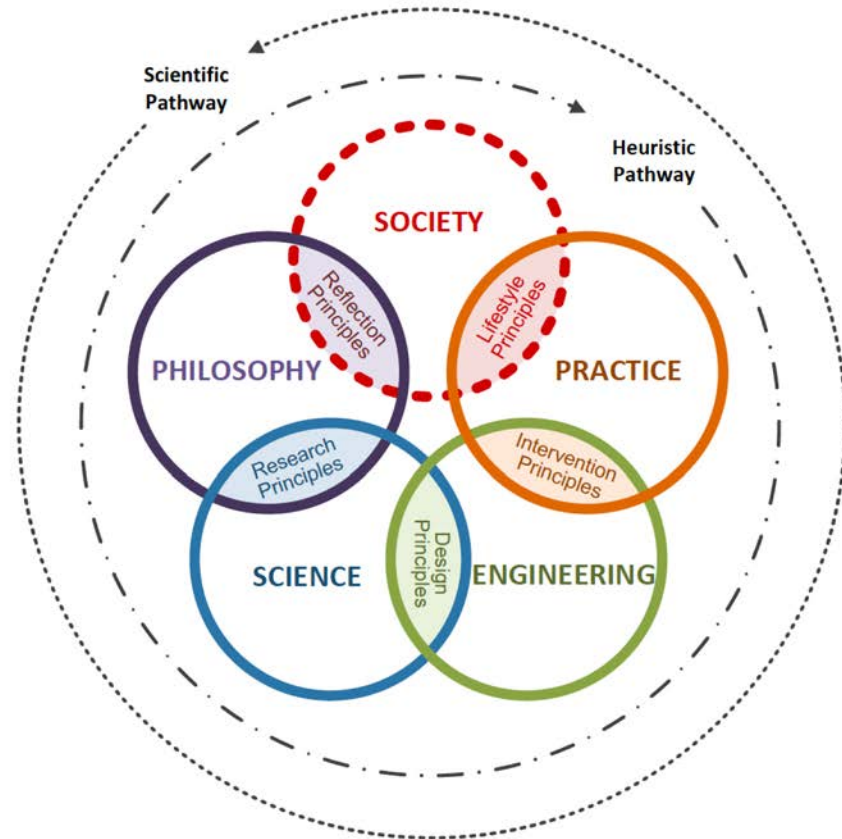 Scientific
Pathway
Heuristic
Pathway
SOCIETY
Reflection
Principles
Lifestyle
Principles
PHILOSOPHY
PRACTICE
Research
Principles
Intervention
Principles
Design
Principles
SCIENCE
ENGINEERING